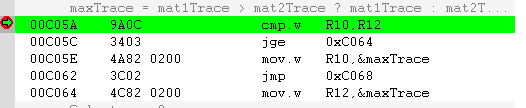 maxTrace = mat1Trace > mat2Trace ? mat1Trace : mat2T...
00C05A 9A0C cmp.w R10,R12
00C05C 3403 jge 0xC064
00C05E 4A82 0200 mov.w R10,&maxTrace
00C062 3C02 jmp 0xC068
00C064 4C82 0200 mov.w R12,&maxTrace